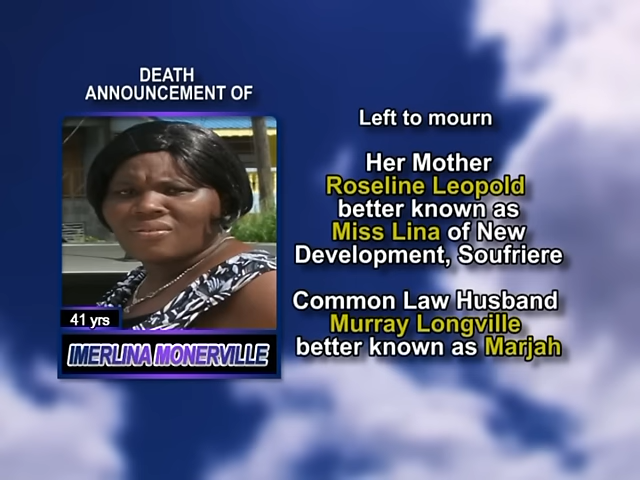 DEATH
ANNOUNCEMENT OF
41 yrs
IMERLINA MONERVILLE
Left to mourn
Her Mother
Roseline Leopold
better known as
Miss Lina of New
Development, Soufriere
Common Law Husband
Murray Longville
better known as Marjah